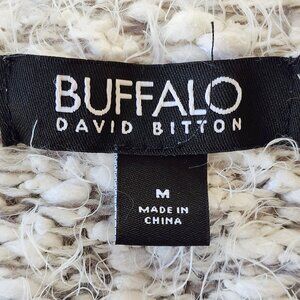 BUFFALO
DAVID BITTON
M
MADE IN
CHINA